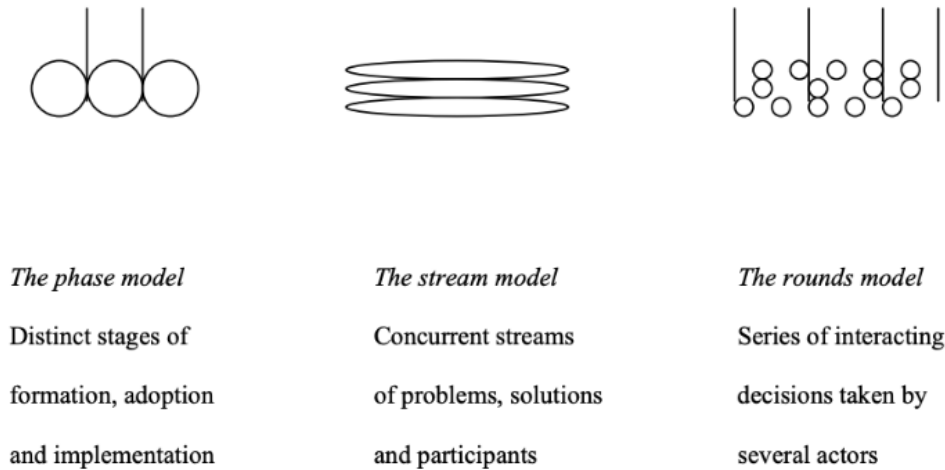 The phase model
Distinct stages of
formation, adoption
and implementation
The stream model
Concurrent streams
of problems, solutions
and participants
The rounds model
Series of interacting
decisions taken by
several actors